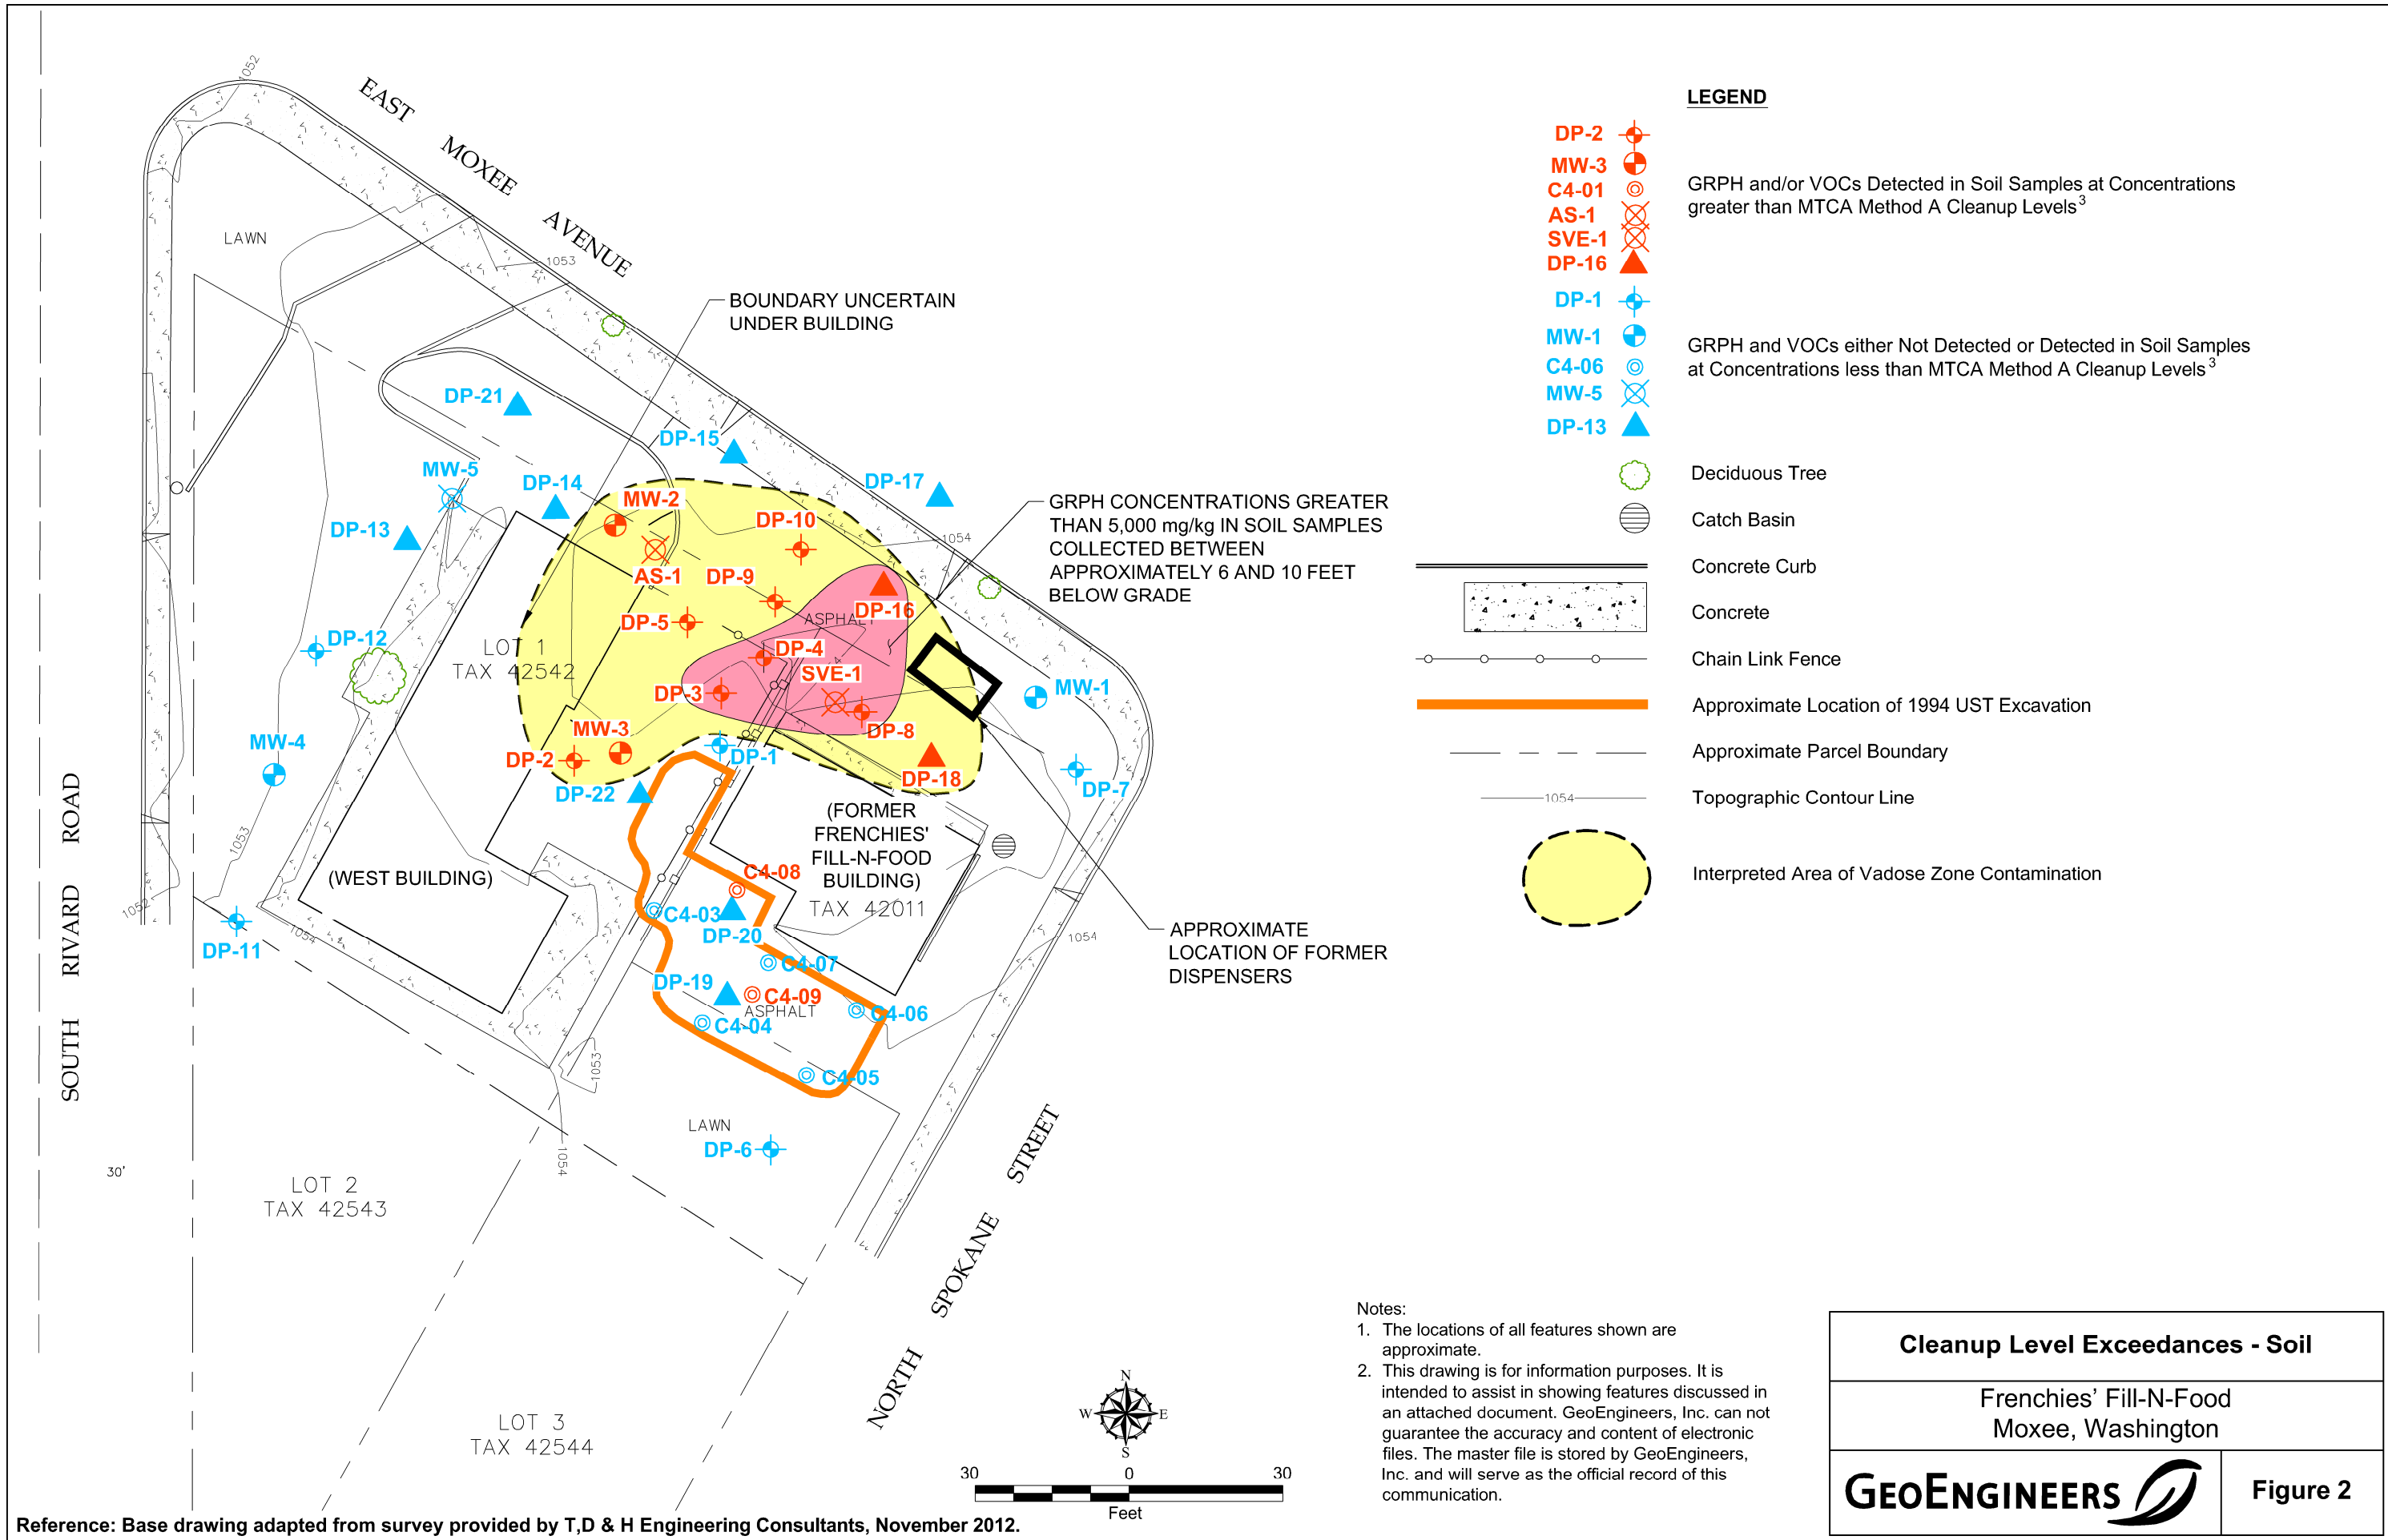 1052
EAST
MOXEE
AVENUE
LAWN
1053
BOUNDARY UNCERTAIN
UNDER BUILDING
DP-21
DP-15
MW-5
DP-14
DP-17
MW-2
DP-13
DP-10
1054
GRPH CONCENTRATIONS GREATER
THAN 5,000 mg/kg IN SOIL SAMPLES
COLLECTED BETWEEN
APPROXIMATELY 6 AND 10 FEET
BELOW GRADE
AS-1
DP-9
DP-16
ASPHALT
DP-5
DP-12
LOT 1
TAX 42542
DP-4
SVE-1
DP-3
MW-1
MW-3
DP-8
MW-4
DP-2
DP-1
DP-18
DP-7
DP-22
(FORMER
FRENCHIES'
FILL-N-FOOD
BUILDING)
TAX 42011
1053
(WEST BUILDING)
C4-08
1052
C4-03
DP-20
DP-11
1054
1054
APPROXIMATE
LOCATION OF FORMER
DISPENSERS
C4-07
DP-19
C4-09
ASPHALT
C4-06
C4-04
1053
C4-05
LAWN
DP-6
1054
SOUTH RIVARD ROAD
30'
LOT 2
TAX 42543
NORTH SPOKANE STREET
LOT 3
TAX 42544
N
W
E
S
30
0
30
Feet
Reference: Base drawing adapted from survey provided by T,D & H Engineering Consultants, November 2012.
LEGEND
DP-2
MW-3
C4-01
AS-1
SVE-1
DP-16
GRPH and/or VOCs Detected in Soil Samples at Concentrations
greater than MTCA Method A Cleanup Levels3
DP-1
MW-1
C4-06
MW-5
DP-13
GRPH and VOCs either Not Detected or Detected in Soil Samples
at Concentrations less than MTCA Method A Cleanup Levels3
Deciduous Tree
Catch Basin
Concrete Curb
Concrete
Chain Link Fence
Approximate Location of 1994 UST Excavation
Approximate Parcel Boundary
1054
Topographic Contour Line
Interpreted Area of Vadose Zone Contamination
Notes:
1. The locations of all features shown are
approximate.
2. This drawing is for information purposes. It is
intended to assist in showing features discussed in
an attached document. GeoEngineers, Inc. can not
guarantee the accuracy and content of electronic
files. The master file is stored by GeoEngineers,
Inc. and will serve as the official record of this
communication.
Cleanup Level Exceedances - Soil
Frenchies’ Fill-N-Food
Moxee, Washington
GEOENGINEERS
Figure 2